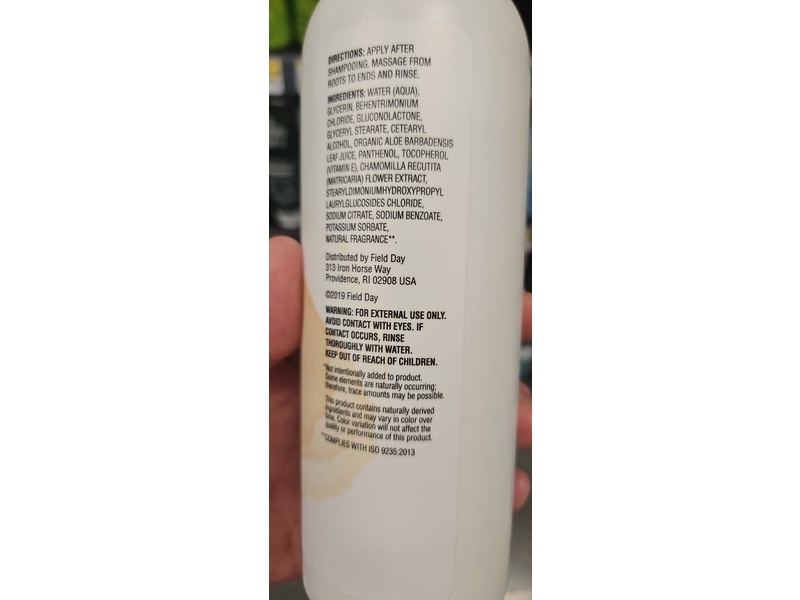 DIRECTIONS: APPLY AFTER
SHAMPOOING. MASSAGE FROM
ROOTS TO ENDS AND RINSE.
INGREDIENTS: WATER (AQUA),
GLYCERIN, BEHENTRIMONIUM
CHLORIDE, GLUCONOLACTONE,
GLYCERYL STEARATE, CETEARYL
ALCOHOL, ORGANIC ALOE BARBADENSIS
LEAF JUICE, PANTHENOL, TOCOPHEROL
(VITAMIN E), CHAMOMILLA RECUTITA
(MATRICARIA) FLOWER EXTRACT,
STEARYLDIMONIUMHYDROXYPROPYL
LAURYLGLUCOSIDES CHLORIDE,
SODIUM CITRATE, SODIUM BENZOATE,
POTASSIUM SORBATE,
NATURAL FRAGRANCE**.
Distributed by Field Day
313 Iron Horse Way
Providence, RI 02908 USA
©2019 Field Day
WARNING: FOR EXTERNAL USE ONLY.
AVOID CONTACT WITH EYES. IF
CONTACT OCCURS, RINSE
THOROUGHLY WITH WATER.
KEEP OUT OF REACH OF CHILDREN.
*Not intentionally added to product.
Some elements are naturally occurring;
therefore, trace amounts may be possible.
This product contains naturally derived
ingredients and may vary in color over
time. Color variation will not affect the
quality or performance of this product.
**COMPLIES WITH ISO 9235:2013